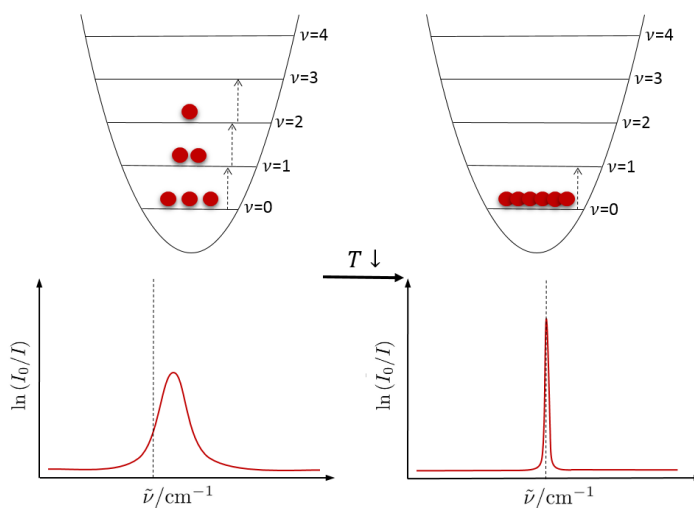 ν=4
ν=3
ν=2
ν=1
ν=0
ν=4
ν=3
ν=2
ν=1
ν=0
T ↓
ln (I₀/I)
ν̃/cm⁻¹
ln (I₀/I)
ν̃/cm⁻¹